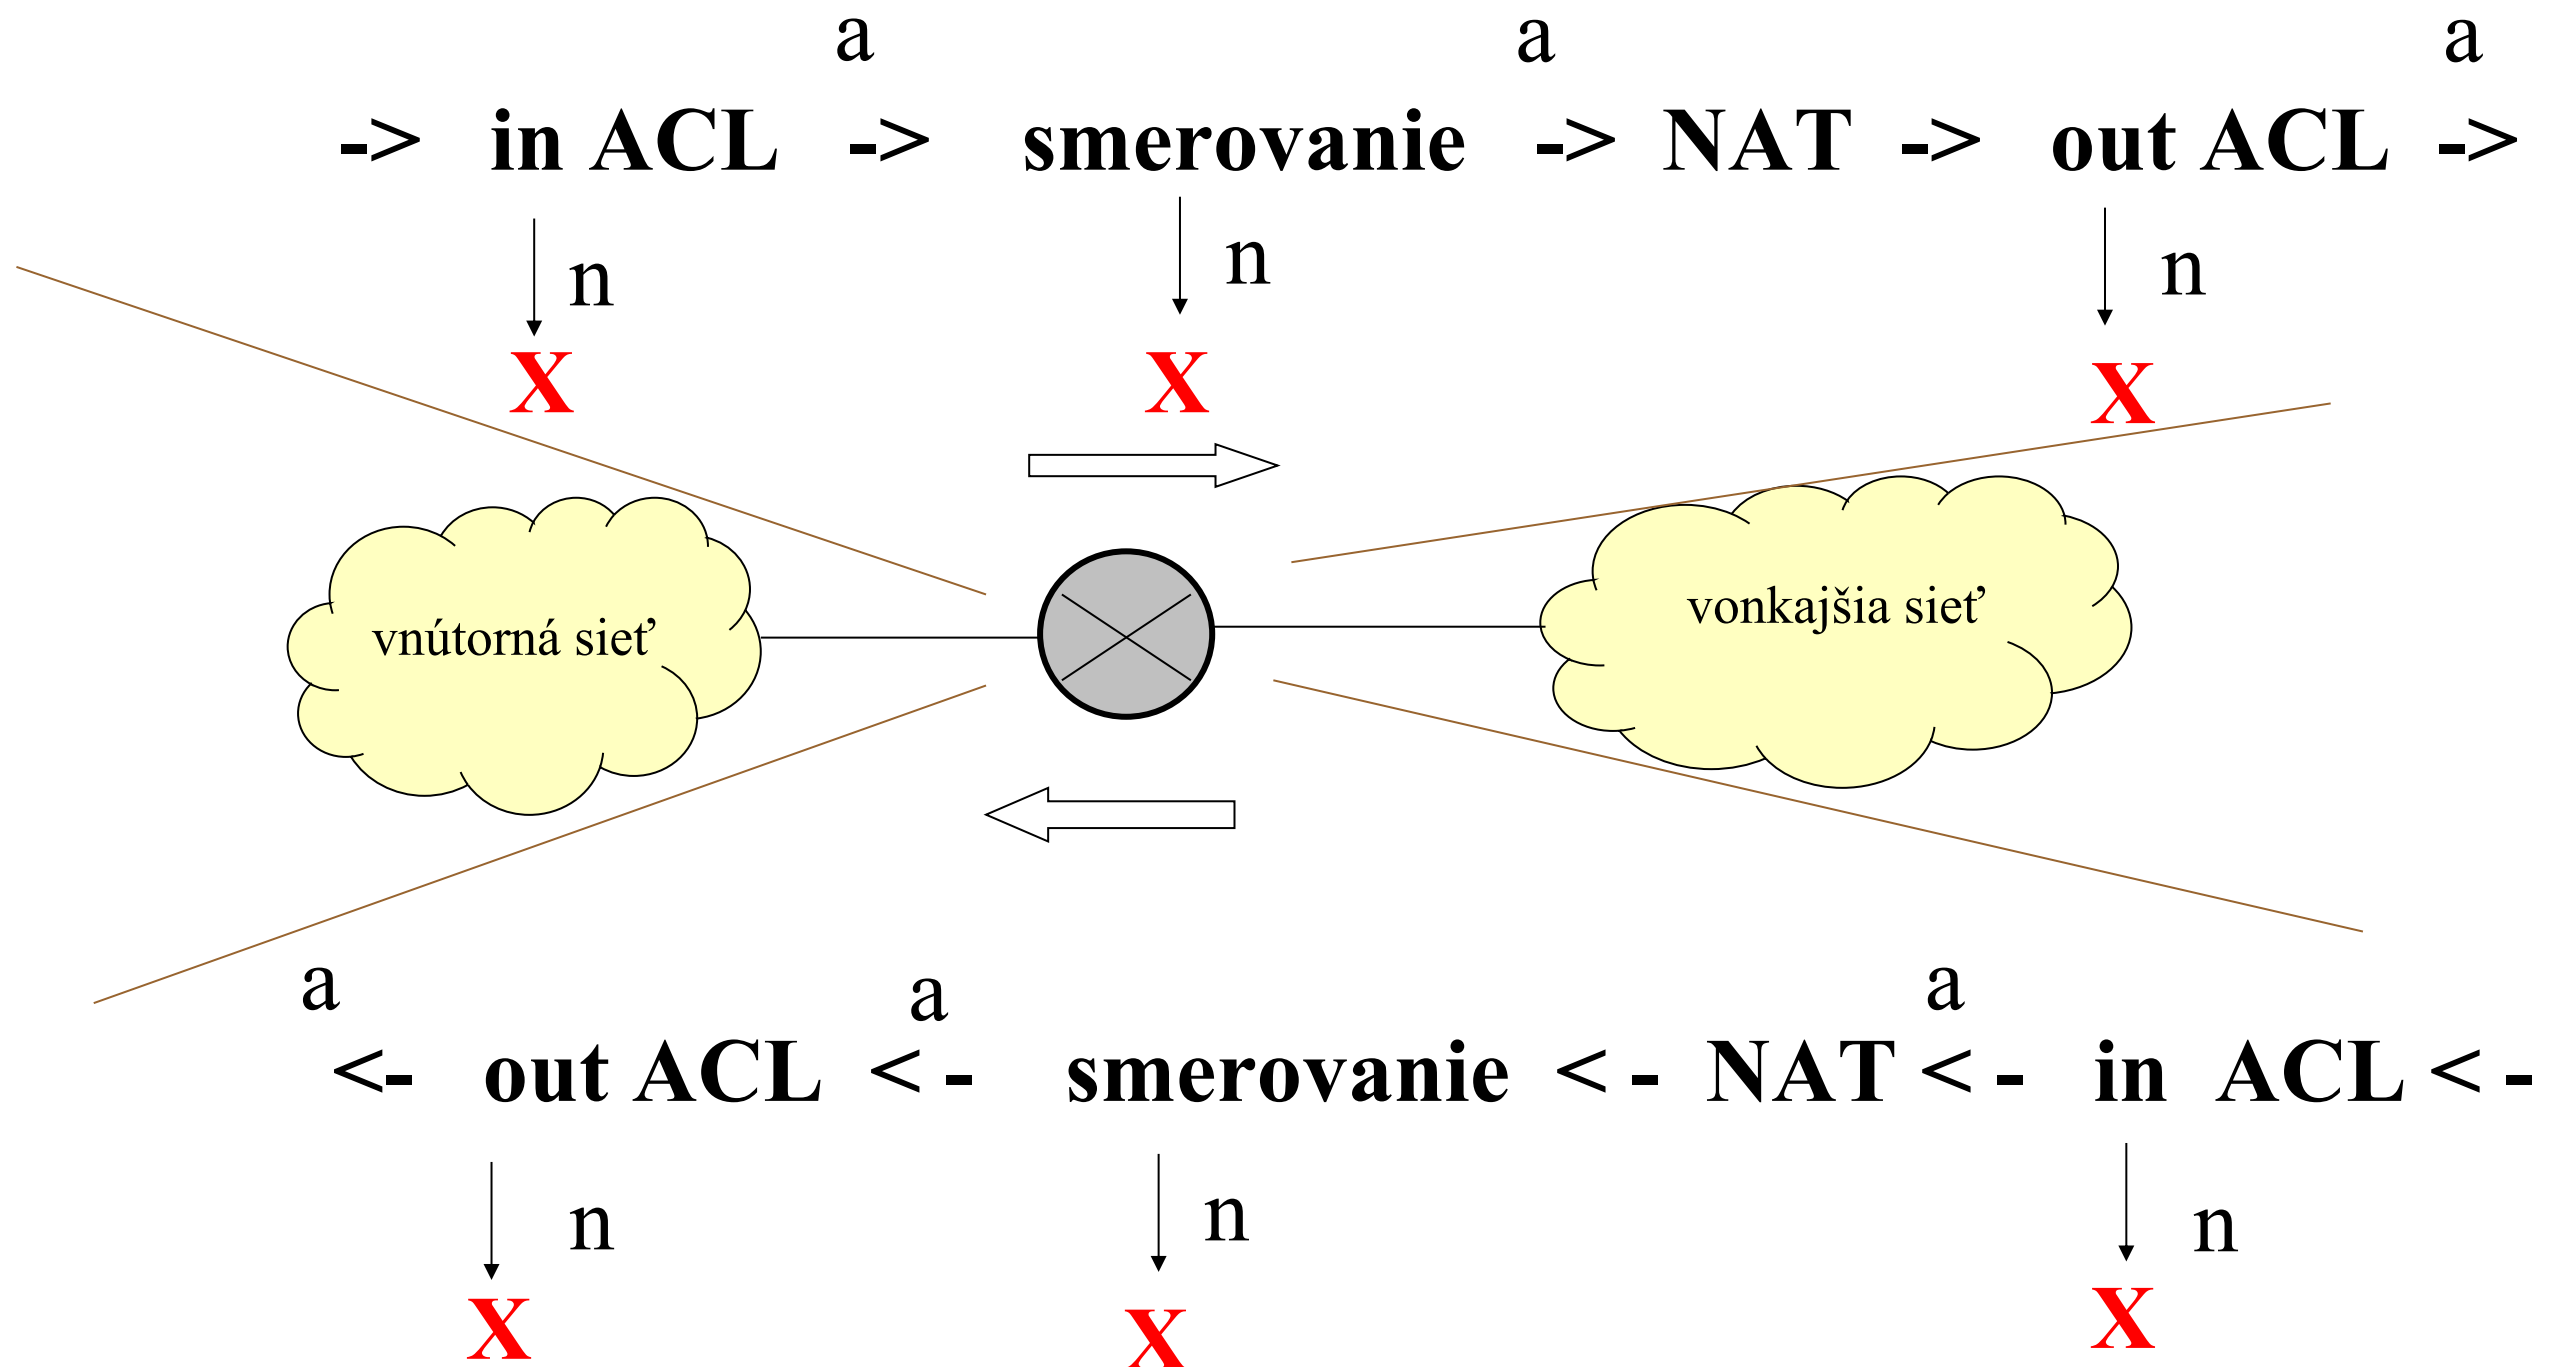 a a a
-> in ACL -> smerovanie -> NAT -> out ACL ->
n n n
X X X
vnútorná sieť vonkajšia sieť
a a a
<- out ACL < - smerovanie < - NAT < - in ACL < -
n n n
X X X